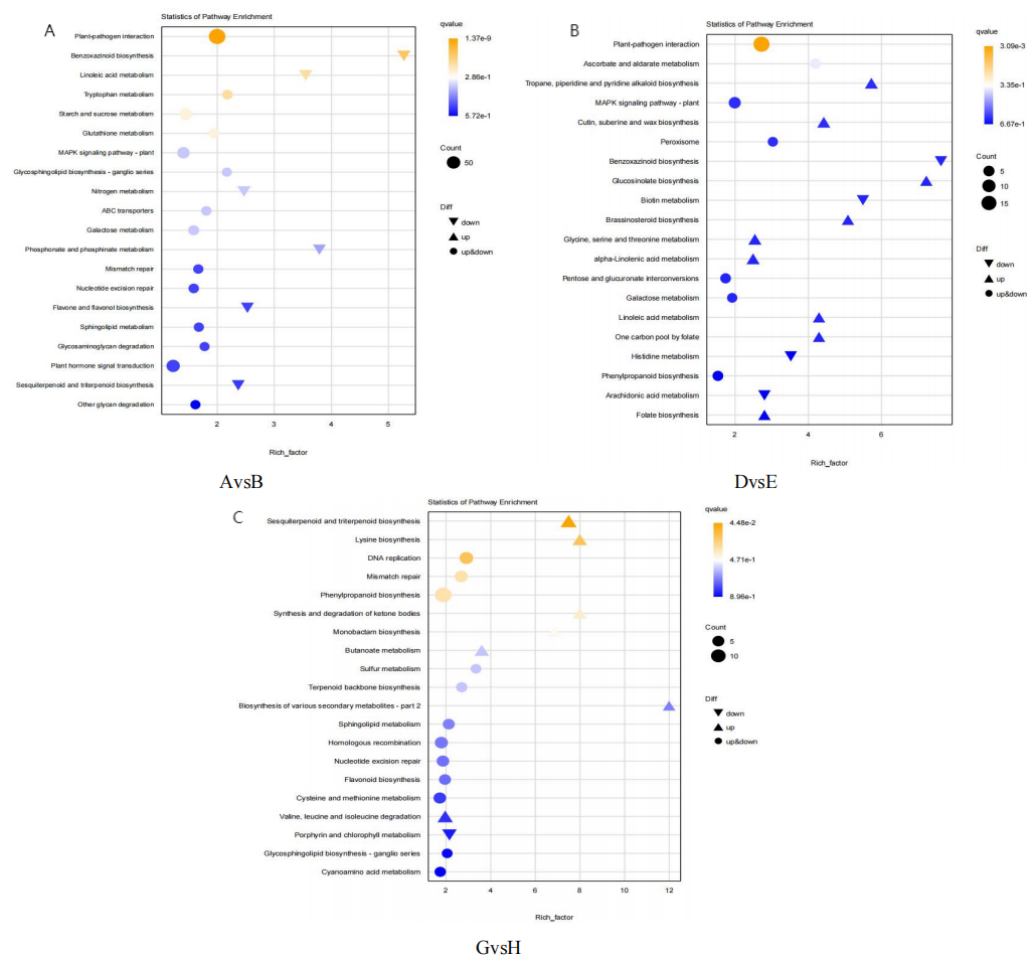 A
Statistics of Pathway Enrichment
Plant-pathogen interaction
Benzoxazinoid biosynthesis
Linoleic acid metabolism
Tryptophan metabolism
Starch and sucrose metabolism
Glutathione metabolism
MAPK signaling pathway - plant
Glycosphingolipid biosynthesis - ganglio series
Nitrogen metabolism
ABC transporters
Galactose metabolism
Phosphonate and phosphinate metabolism
Mismatch repair
Nucleotide excision repair
Flavone and flavonol biosynthesis
Sphingolipid metabolism
Glycosaminoglycan degradation
Plant hormone signal transduction
Sesquiterpenoid and triterpenoid biosynthesis
Other glycan degradation
2 3 4 5
Rich_factor
qvalue
1.37e-9
2.86e-1
5.72e-1
Count
50
Diff
down
up
up&down
AvsB
B
Statistics of Pathway Enrichment
Plant-pathogen interaction
Ascorbate and aldarate metabolism
Tropane, piperidine and pyridine alkaloid biosynthesis
MAPK signaling pathway - plant
Cutin, suberine and wax biosynthesis
Peroxisome
Benzoxazinoid biosynthesis
Glucosinolate biosynthesis
Biotin metabolism
Brassinosteroid biosynthesis
Glycine, serine and threonine metabolism
alpha-Linolenic acid metabolism
Pentose and glucuronate interconversions
Galactose metabolism
Linoleic acid metabolism
One carbon pool by folate
Histidine metabolism
Phenylpropanoid biosynthesis
Arachidonic acid metabolism
Folate biosynthesis
2 4 6
Rich_factor
qvalue
3.09e-3
3.35e-1
6.67e-1
Count
5
10
15
Diff
down
up
up&down
DvsE
C
Statistics of Pathway Enrichment
Sesquiterpenoid and triterpenoid biosynthesis
Lysine biosynthesis
DNA replication
Mismatch repair
Phenylpropanoid biosynthesis
Synthesis and degradation of ketone bodies
Monobactam biosynthesis
Butanoate metabolism
Sulfur metabolism
Terpenoid backbone biosynthesis
Biosynthesis of various secondary metabolites - part 2
Sphingolipid metabolism
Homologous recombination
Nucleotide excision repair
Flavonoid biosynthesis
Cysteine and methionine metabolism
Valine, leucine and isoleucine degradation
Porphyrin and chlorophyll metabolism
Glycosphingolipid biosynthesis - ganglio series
Cyanoamino acid metabolism
2 4 6 8 10 12
Rich_factor
qvalue
4.48e-2
4.71e-1
8.96e-1
Count
5
10
Diff
down
up
up&down
GvsH